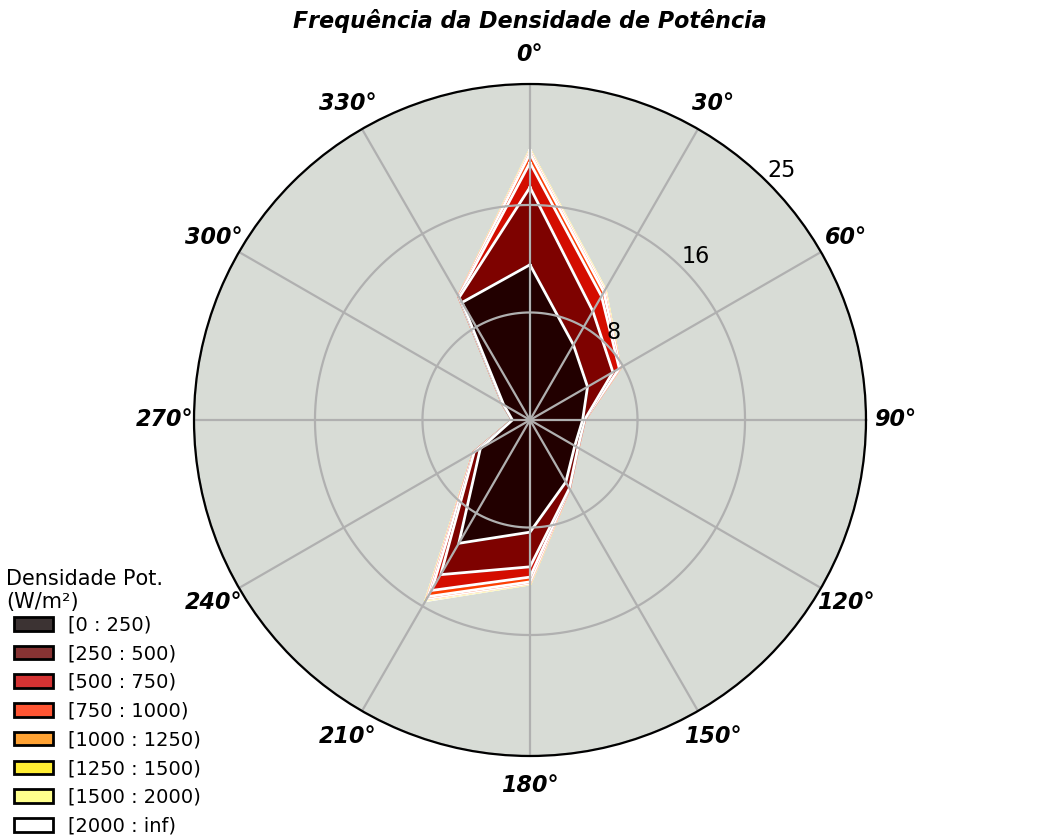 Frequência da Densidade de Potência
0°
330°
30°
25
300°
60°
16
8
270°
90°
240°
120°
210°
150°
180°
Densidade Pot.
(W/m²)
[0 : 250)
[250 : 500)
[500 : 750)
[750 : 1000)
[1000 : 1250)
[1250 : 1500)
[1500 : 2000)
[2000 : inf)